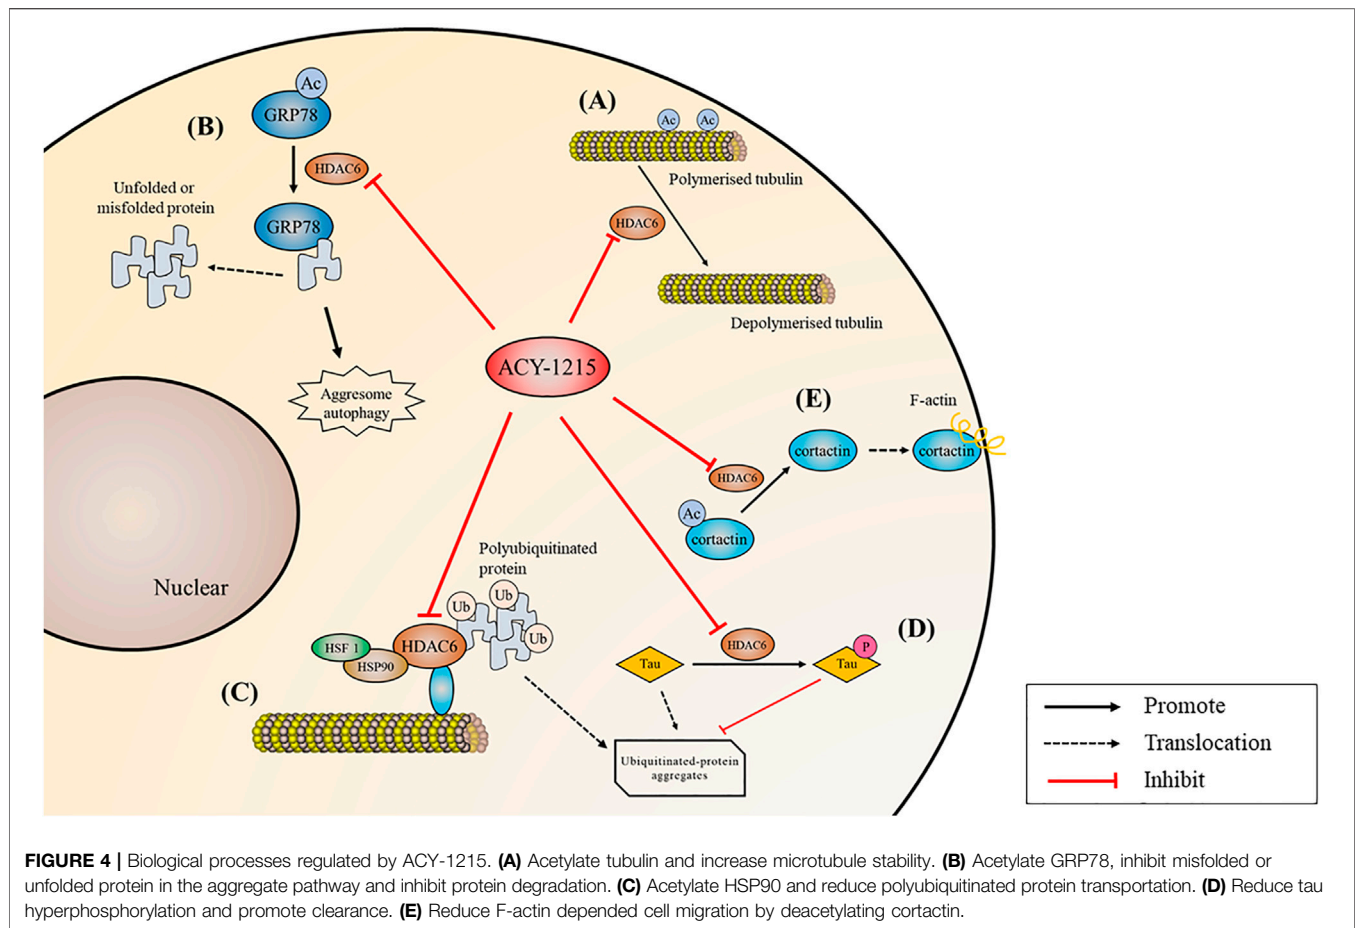 (B)
Ac
GRP78
HDAC6
GRP78
Unfolded or
misfolded protein
Aggresome
autophagy
(A)
Ac
Ac
Polymerised tubulin
HDAC6
Depolymerised tubulin
ACY-1215
(E)
F-actin
cortactin
cortactin
HDAC6
Ac
cortactin
Nuclear
Polyubiquitinated
protein
Ub
Ub
Ub
HSF 1
HSP90
HDAC6
(C)
(D)
HDAC6
Tau
Tau
P
Ubiquitinated-protein
aggregates
Promote
Translocation
Inhibit
FIGURE 4 | Biological processes regulated by ACY-1215. (A) Acetylate tubulin and increase microtubule stability. (B) Acetylate GRP78, inhibit misfolded or
unfolded protein in the aggregate pathway and inhibit protein degradation. (C) Acetylate HSP90 and reduce polyubiquitinated protein transportation. (D) Reduce tau
hyperphosphorylation and promote clearance. (E) Reduce F-actin depended cell migration by deacetylating cortactin.